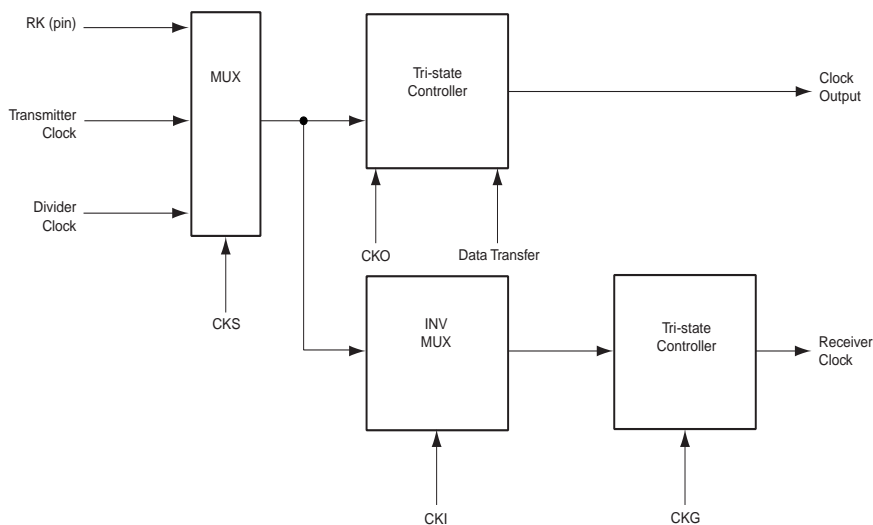 RK (pin)
MUX
Tri-state
Controller
Clock
Output
Transmitter
Clock
Divider
Clock
CKO
Data Transfer
CKS
INV
MUX
Tri-state
Controller
Receiver
Clock
CKI
CKG